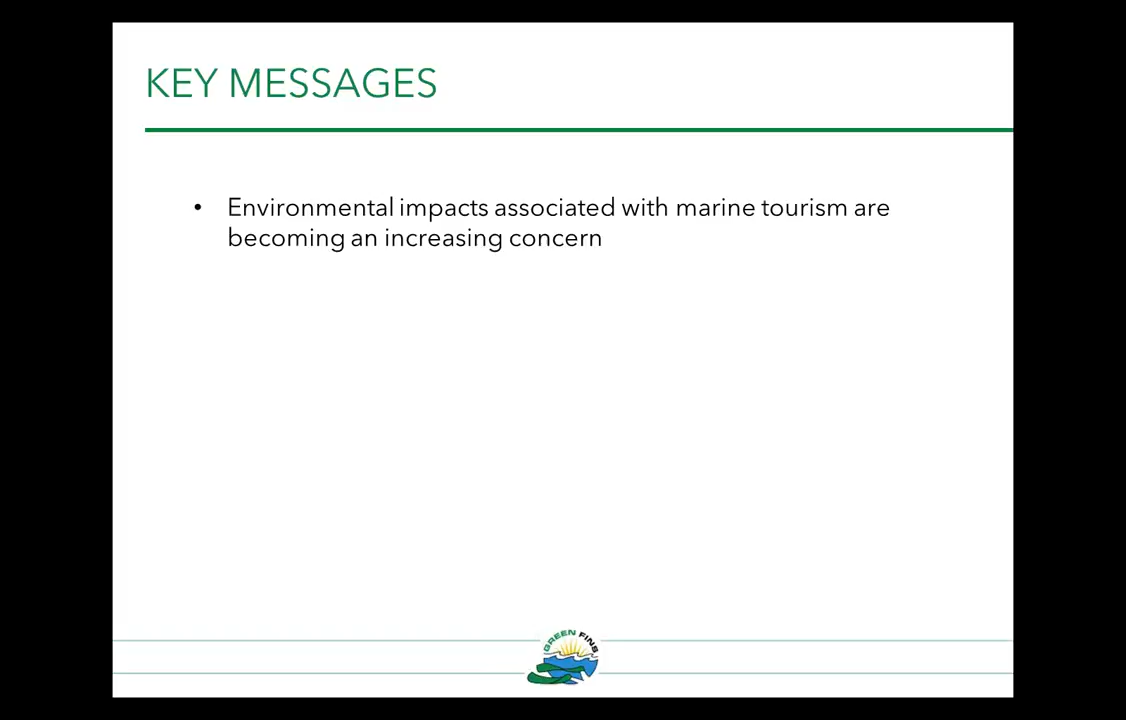 KEY MESSAGES
• Environmental impacts associated with marine tourism are
becoming an increasing concern
GREEN FINS